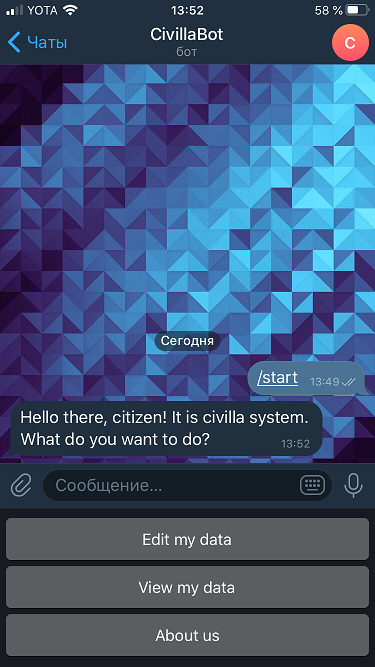 YOTA 13:52 58 %
Чаты CivillaBot C
бот
Сегодня
/start 13:49
Hello there, citizen! It is civilla system.
What do you want to do? 13:52
Сообщение...
Edit my data
View my data
About us